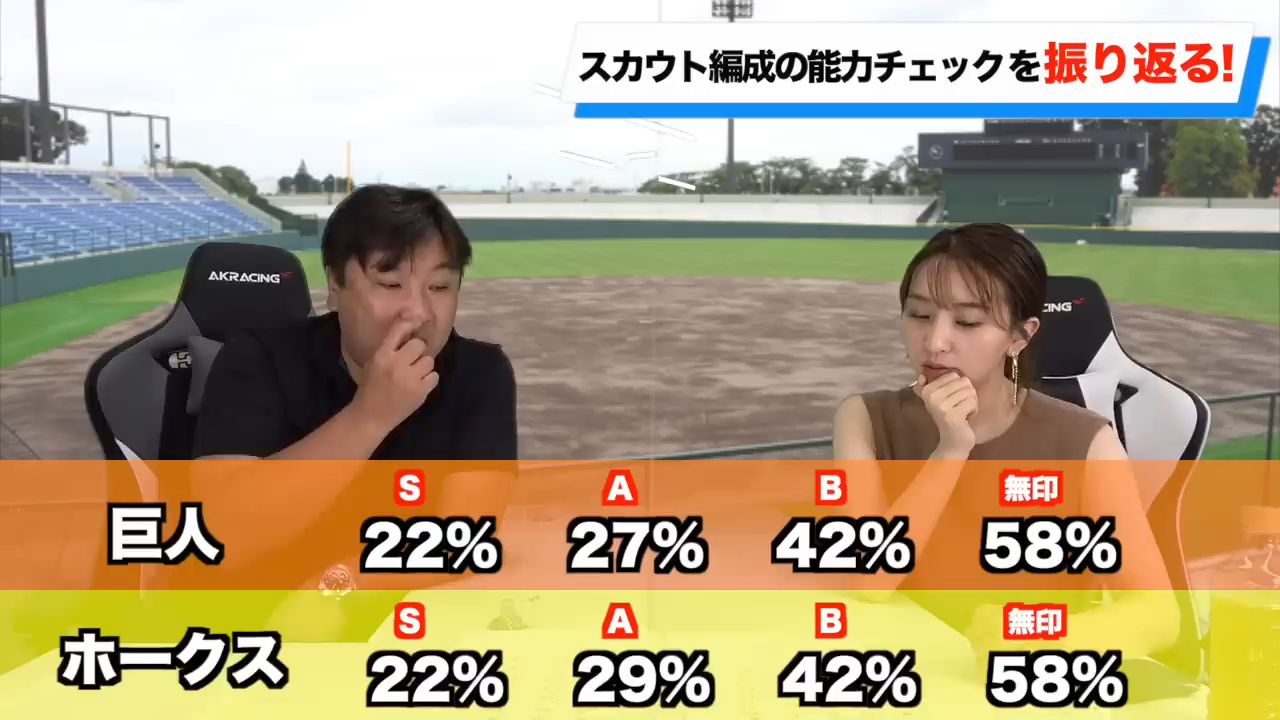 スカウト編成の能力チェックを振り返る!
AKRACING
CING
S A B 無印
巨人 22% 27% 42% 58%
S A B 無印
ホークス 22% 29% 42% 58%